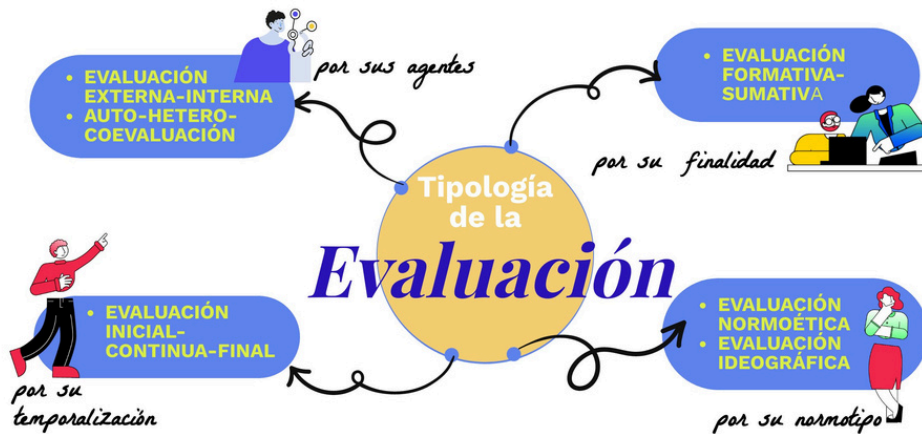 • EVALUACIÓN
EXTERNA-INTERNA
• AUTO-HETERO-
COEVALUACIÓN
por sus agentes
• EVALUACIÓN
FORMATIVA-
SUMATIVA
por su finalidad
Tipología
de la
Evaluación
• EVALUACIÓN
INICIAL-
CONTINUA-FINAL
por su
temporalización
• EVALUACIÓN
NORMOÉTICA
• EVALUACIÓN
IDEOGRÁFICA
por su normotipo